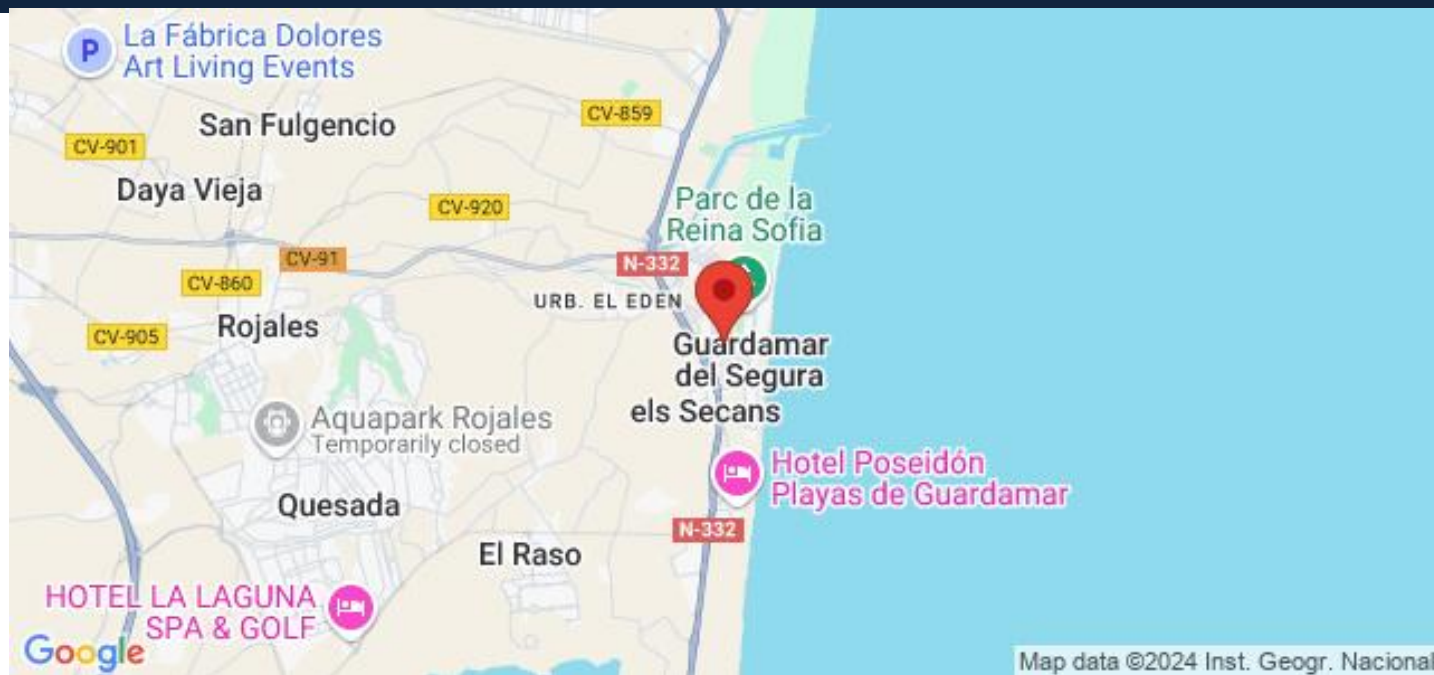 La Fábrica Dolores
Art Living Events
P
San Fulgencio
CV-859
CV-901
Daya Vieja
CV-920
Parc de la
Reina Sofia
CV-91
N-332
CV-860
URB. EL EDEN
Rojales
CV-905
Guardamar
del Segura
els Secans
Aquapark Rojales
Temporarily closed
Hotel Poseidón
Playas de Guardamar
Quesada
N-332
El Raso
HOTEL LA LAGUNA
SPA & GOLF
Google
Map data ©2024 Inst. Geogr. Nacional